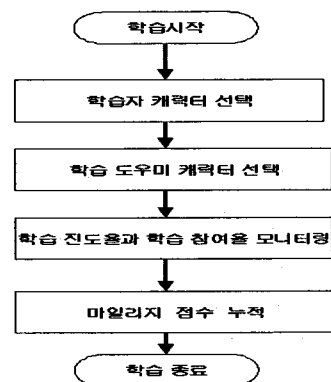 학습시작
학습자 캐릭터 선택
학습 도우미 캐릭터 선택
학습 진도율과 학습 참여율 모니터링
마일리지 점수 누적
학습 종료